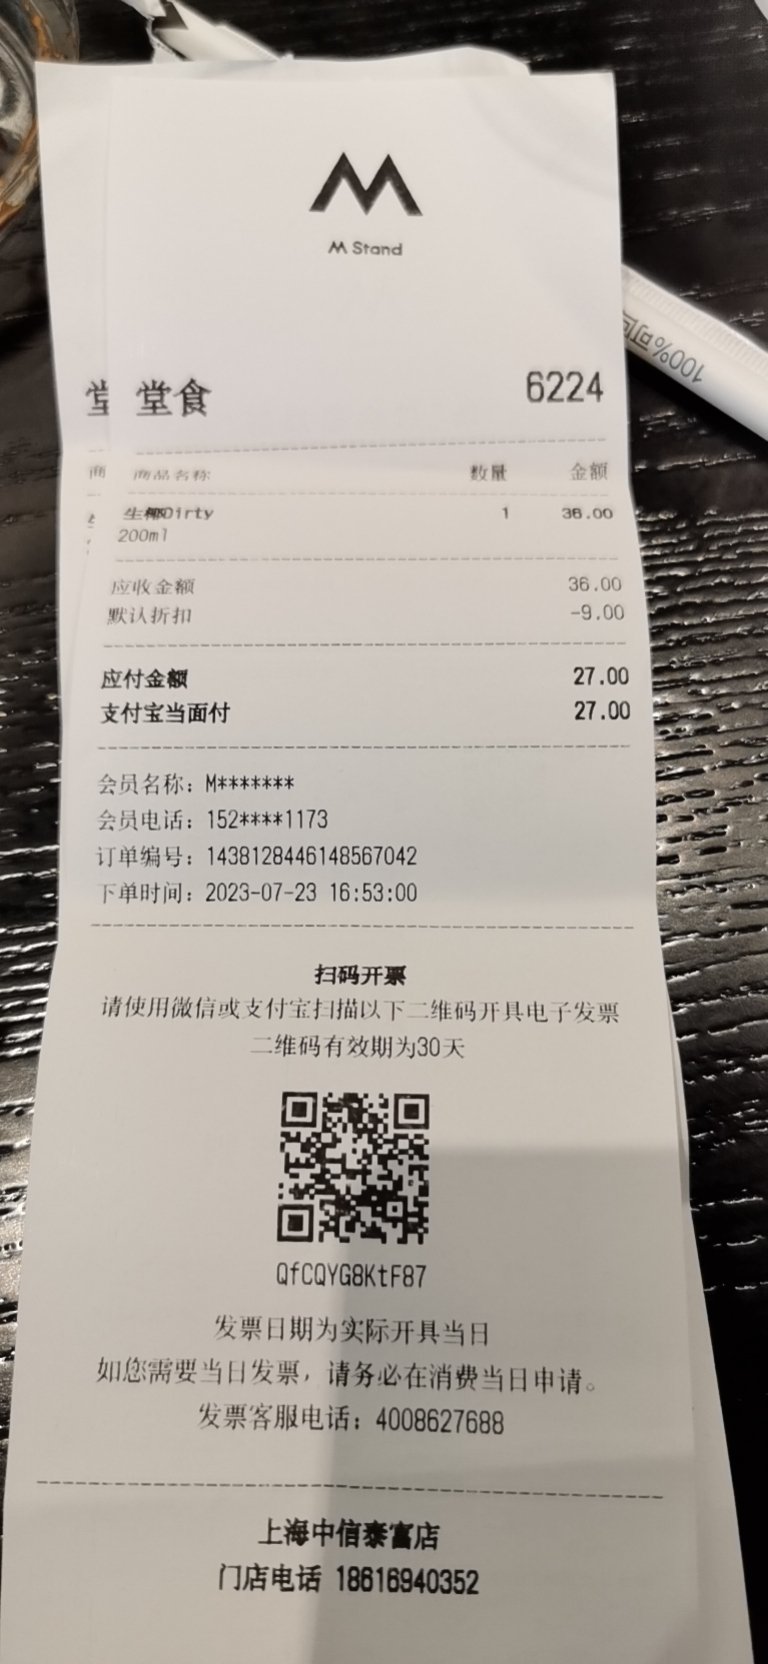 M Stand
堂食 6224
商品名称 数量 金额
生椰Dirty 1 36.00
200ml
应收金额 36.00
默认折扣 -9.00
应付金额 27.00
支付宝当面付 27.00
会员名称：M*******
会员电话：152****1173
订单编号：1438128446148567042
下单时间：2023-07-23 16:53:00
扫码开票
请使用微信或支付宝扫描以下二维码开具电子发票
二维码有效期为30天
QfCQYG8KtF87
发票日期为实际开具当日
如您需要当日发票，请务必在消费当日申请。
发票客服电话：4008627688
上海中信泰富店
门店电话 18616940352
堂
商
100%可